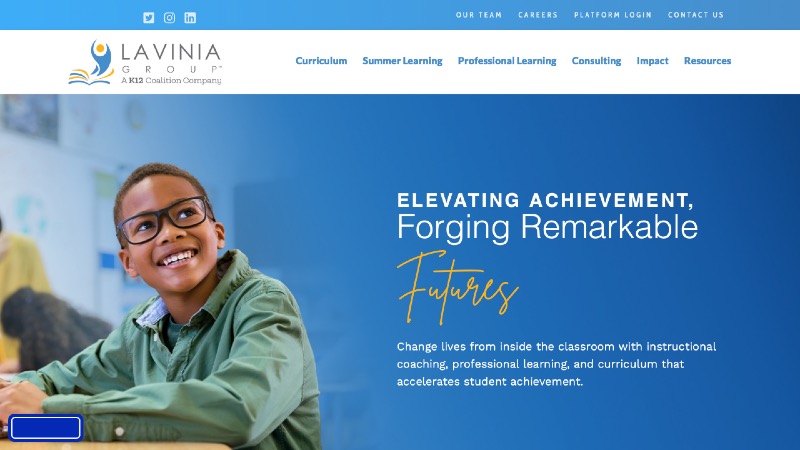 OUR TEAM CAREERS PLATFORM LOGIN CONTACT US
LAVINIA
GROUP
A K12 Coalition Company
Curriculum Summer Learning Professional Learning Consulting Impact Resources
ELEVATING ACHIEVEMENT,
Forging Remarkable
Futures
Change lives from inside the classroom with instructional
coaching, professional learning, and curriculum that
accelerates student achievement.